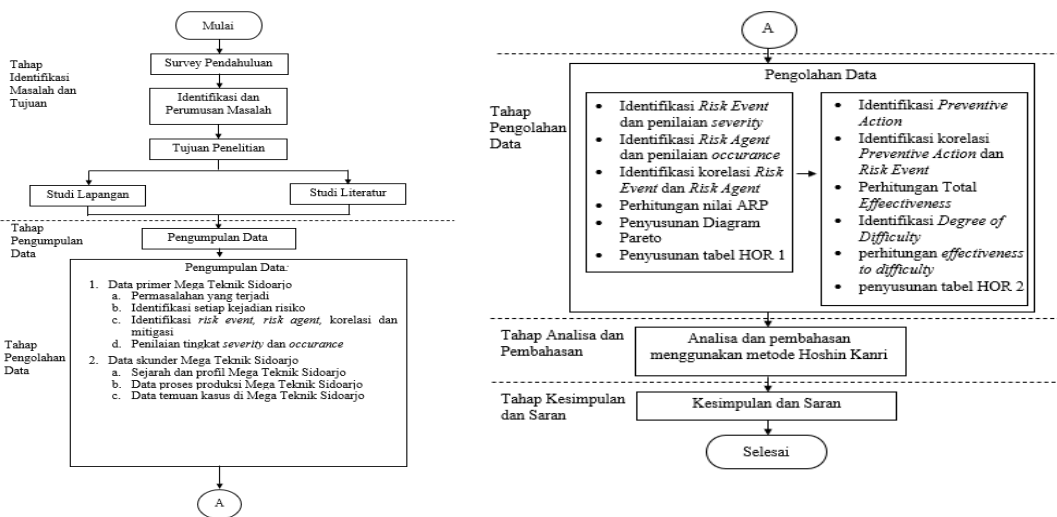 Mulai
Tahap
Identifikasi
Masalah dan
Tujuan
Survey Pendahuluan
Identifikasi dan
Perumusan Masalah
Tujuan Penelitian
Studi Lapangan
Studi Literatur
Tahap
Pengumpulan
Data
Pengumpulan Data
Tahap
Pengolahan
Data
Pengumpulan Data:
1. Data primer Mega Teknik Sidoarjo
a. Permasalahan yang terjadi
b. Identifikasi setiap kejadian risiko
c. Identifikasi risk event, risk agent, korelasi dan
mitigasi
d. Penilaian tingkat severity dan occurance
2. Data skunder Mega Teknik Sidoarjo
a. Sejarah dan profil Mega Teknik Sidoarjo
b. Data proses produksi Mega Teknik Sidoarjo
c. Data temuan kasus di Mega Teknik Sidoarjo
A
A
Tahap
Pengolahan
Data
Pengolahan Data
• Identifikasi Risk Event
dan penilaian severity
• Identifikasi Risk Agent
dan penilaian occurance
• Identifikasi korelasi Risk
Event dan Risk Agent
• Perhitungan nilai ARP
• Penyusunan Diagram
Pareto
• Penyusunan tabel HOR 1
• Identifikasi Preventive
Action
• Identifikasi korelasi
Preventive Action dan
Risk Event
• Perhitungan Total
Effeectiveness
• Identifikasi Degree of
Difficulty
• perhitungan effectiveness
to difficulty
• penyusunan tabel HOR 2
Tahap Analisa dan
Pembahasan
Analisa dan pembahasan
menggunakan metode Hoshin Kanri
Tahap Kesimpulan
dan Saran
Kesimpulan dan Saran
Selesai